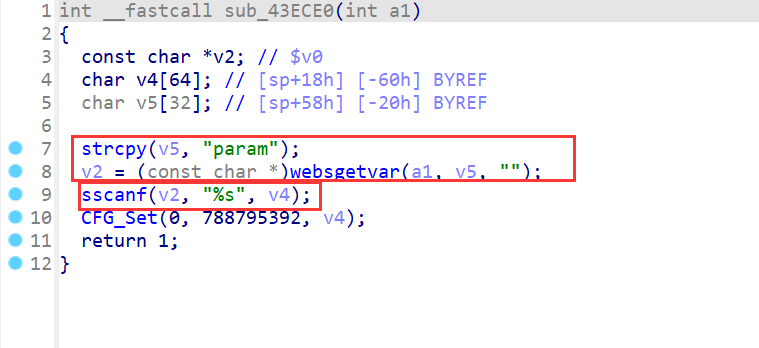 1 int __fastcall sub_43ECE0(int a1)
2 {
3 const char *v2; // $v0
4 char v4[64]; // [sp+18h] [-60h] BYREF
5 char v5[32]; // [sp+58h] [-20h] BYREF
6
7 strcpy(v5, "param");
8 v2 = (const char *)websgetvar(a1, v5, "");
9 sscanf(v2, "%s", v4);
10 CFG_Set(0, 788795392, v4);
11 return 1;
12 }